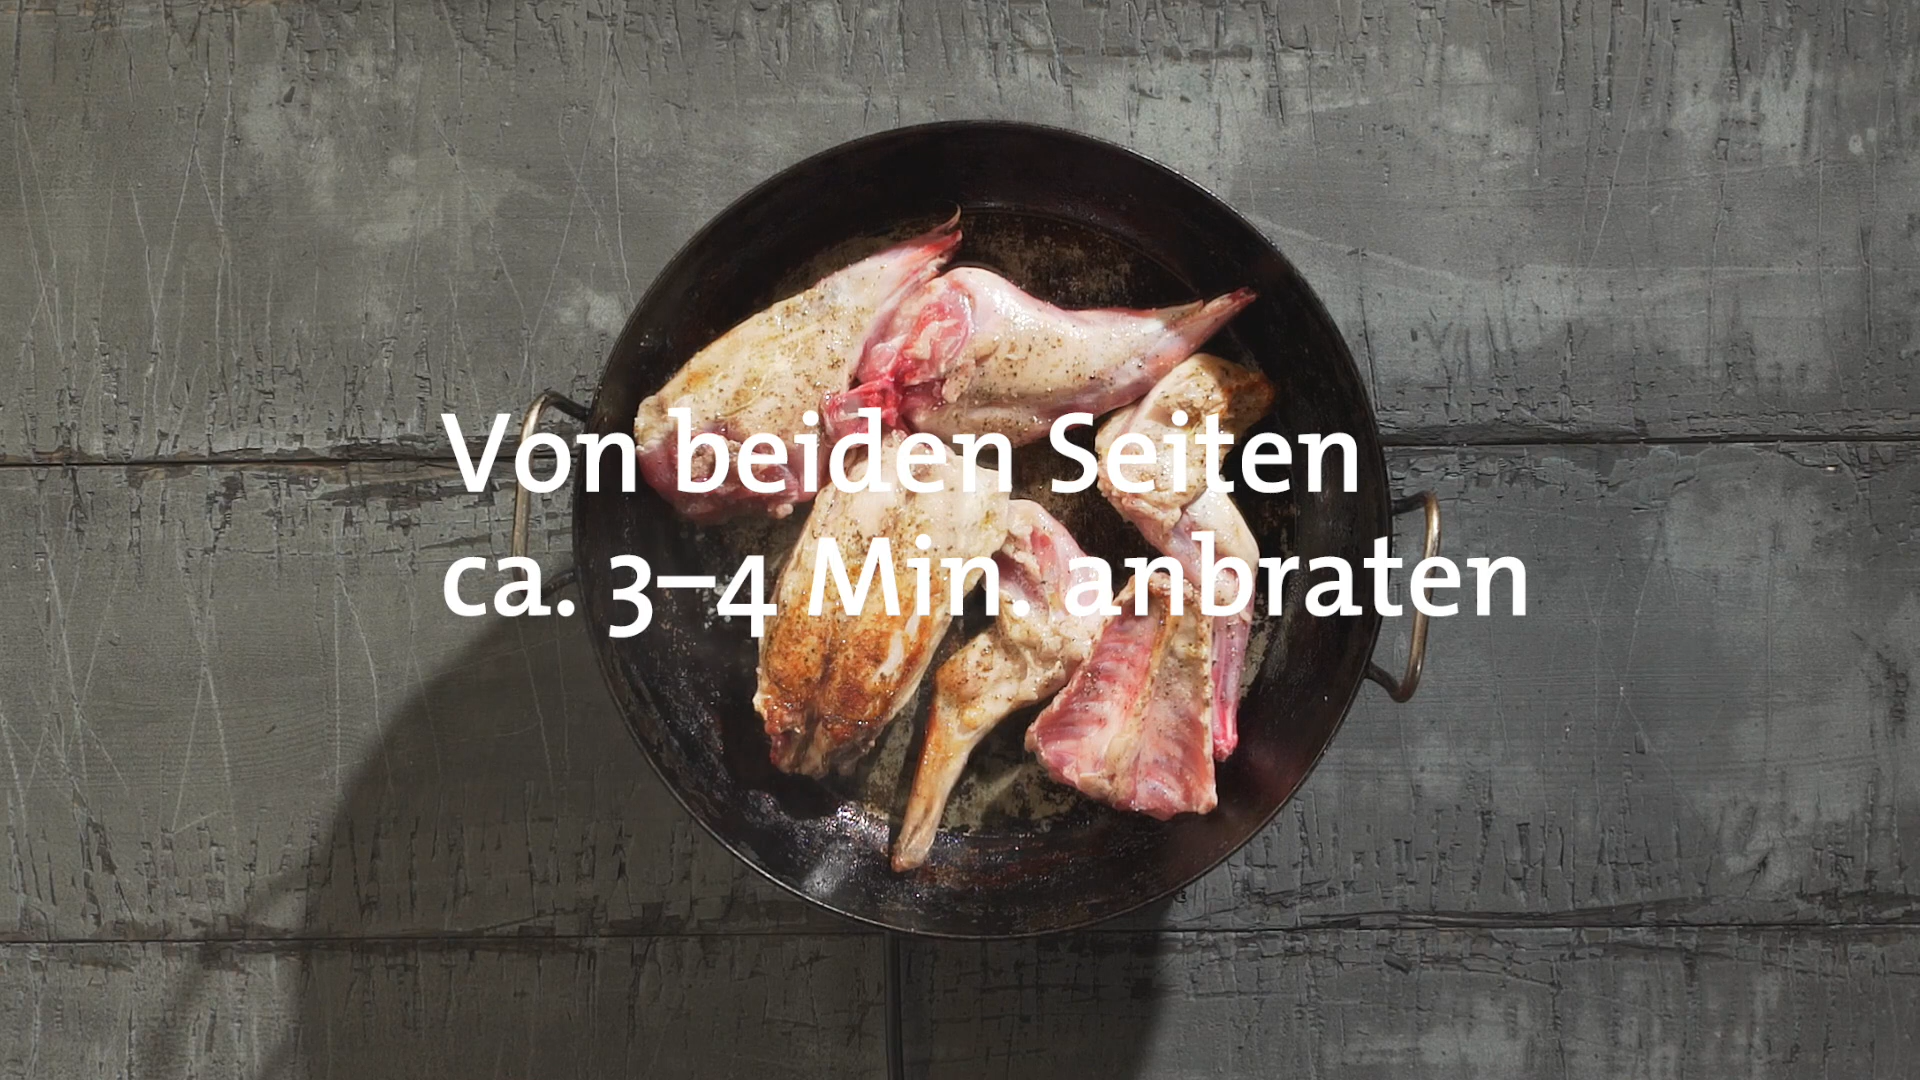 Von beiden Seiten
ca. 3–4 Min. anbraten